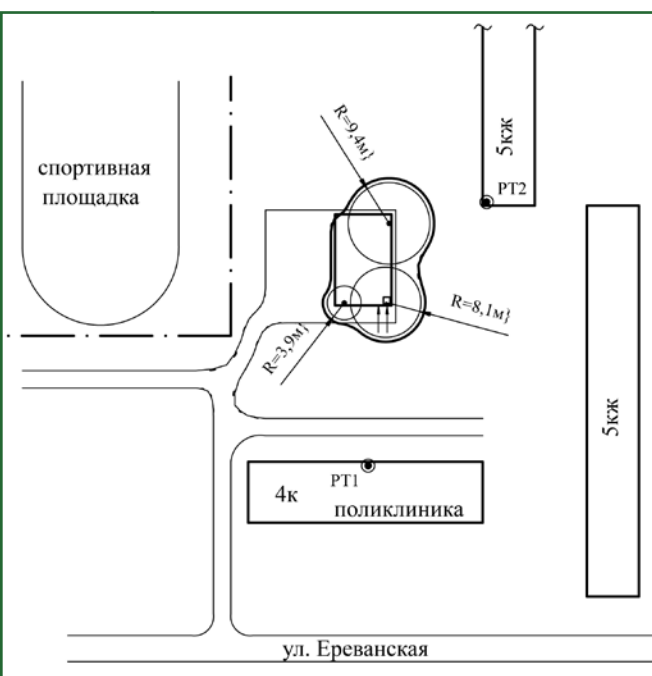 R=9,4м}
5кж
спортивная
площадка
РТ2
R=8,1м}
R=3,9м}
5кж
РТ1
4к
поликлиника
ул. Ереванская